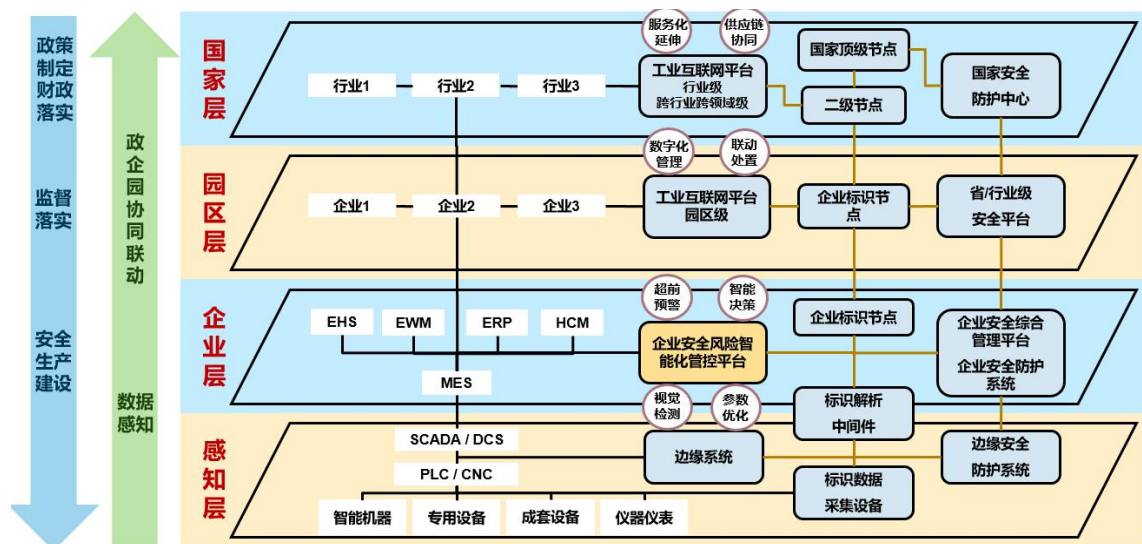 政策
制定
财政
落实
监督
落实
安全
生产
建设
政企园协同联动
数据
感知
国家层
服务化
延伸
供应链
协同
行业1
行业2
行业3
工业互联网平台
行业级
跨行业跨领域级
国家顶级节点
二级节点
国家安全
防护中心
园区层
数字化
管理
联动
处置
企业1
企业2
企业3
工业互联网平台
园区级
企业标识节
点
省/行业级
安全平台
企业层
超前
预警
智能
决策
EHS
EWM
ERP
HCM
MES
企业安全风险智
能化管控平台
企业标识节点
企业安全综合
管理平台
企业安全防护
系统
感知层
视觉
检测
参数
优化
标识解析
中间件
SCADA / DCS
PLC / CNC
边缘系统
边缘安全
防护系统
标识数据
采集设备
智能机器
专用设备
成套设备
仪器仪表